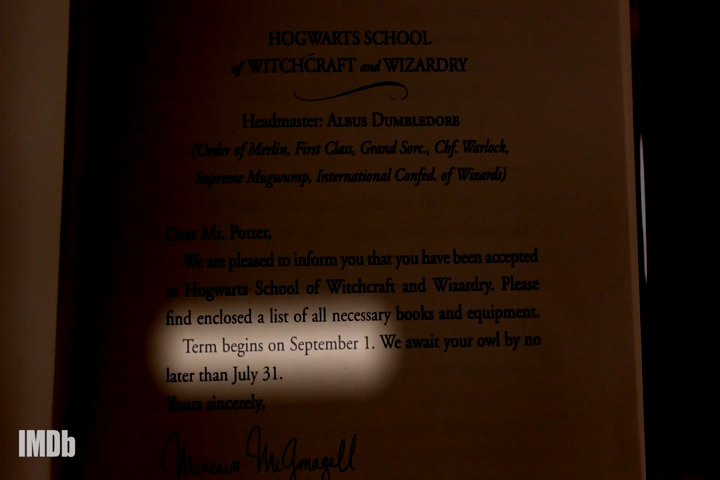 HOGWARTS SCHOOL
of WITCHCRAFT and WIZARDRY
Headmaster: ALBUS DUMBLEDORE
(Order of Merlin, First Class, Grand Sorc., Chf. Warlock,
Supreme Mugwump, International Confed. of Wizards)
Dear Mr. Potter,
We are pleased to inform you that you have been accepted
at Hogwarts School of Witchcraft and Wizardry. Please
find enclosed a list of all necessary books and equipment.
Term begins on September 1. We await your owl by no
later than July 31.
Yours sincerely,
Minerva McGonagall
IMDb